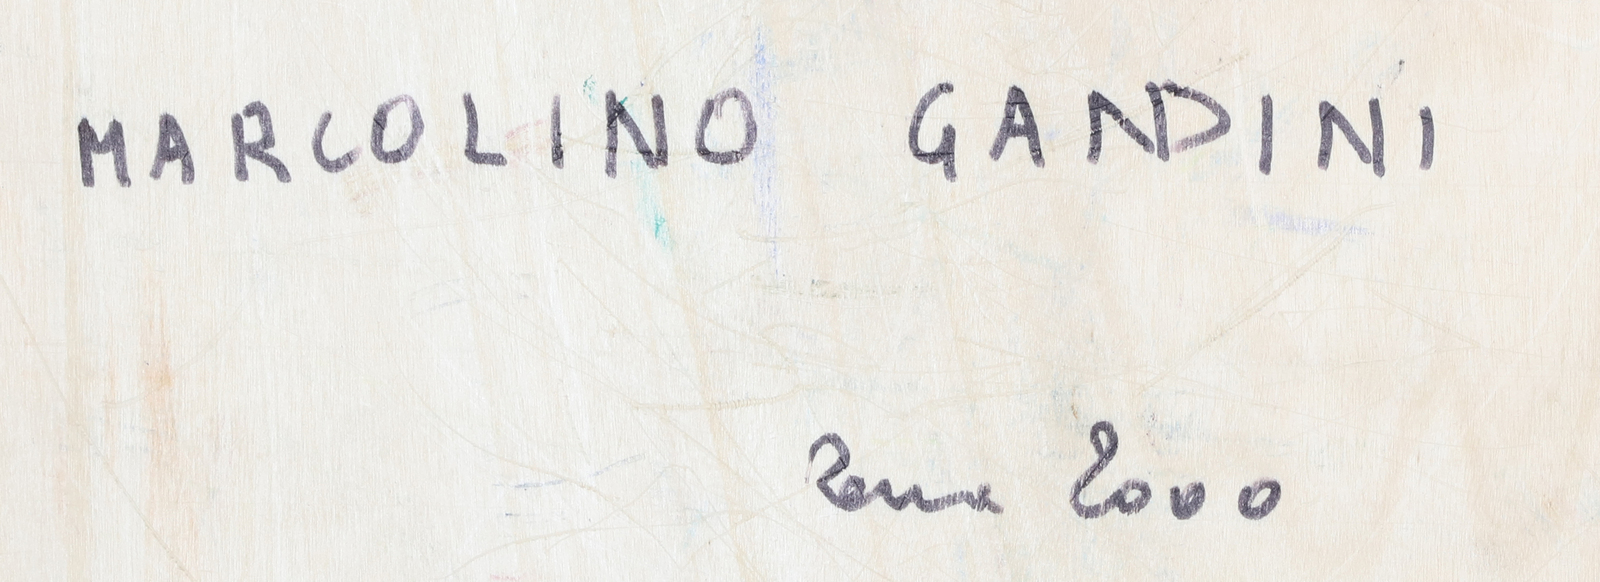 MARCOLINO GANDINI
Roma 2000